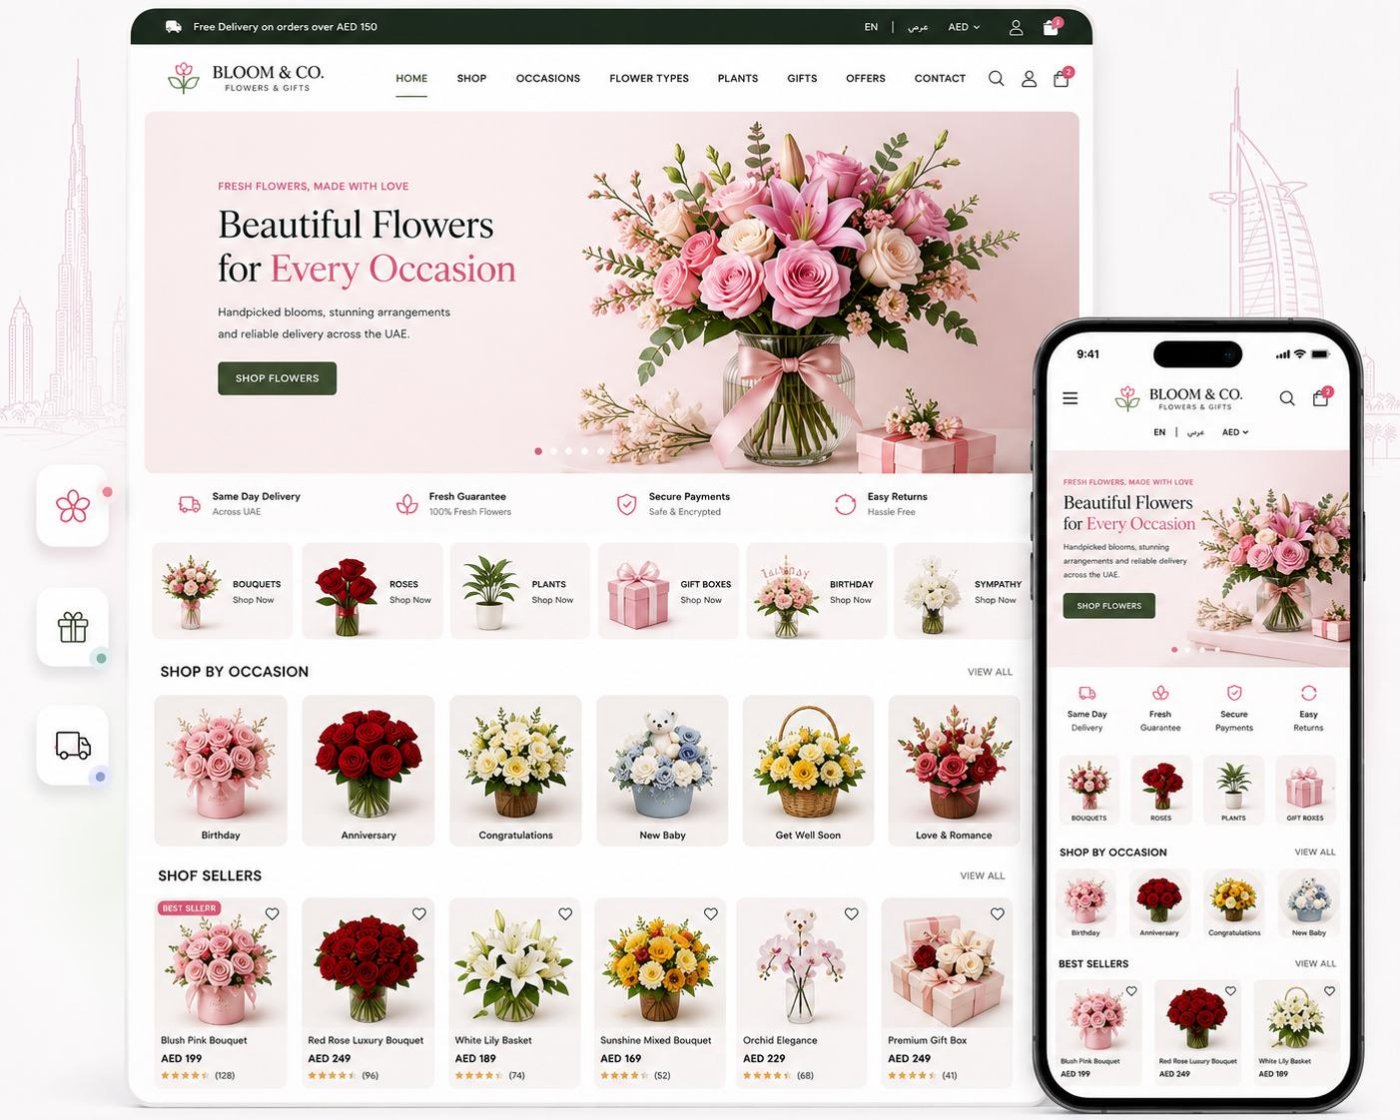 Free Delivery on orders over AED 150
EN | عربي AED
1
BLOOM & CO.
FLOWERS & GIFTS
HOME SHOP OCCASIONS FLOWER TYPES PLANTS GIFTS OFFERS CONTACT
2
FRESH FLOWERS, MADE WITH LOVE
Beautiful Flowers
for Every Occasion
Handpicked blooms, stunning arrangements
and reliable delivery across the UAE.
SHOP FLOWERS
Same Day Delivery
Across UAE
Fresh Guarantee
100% Fresh Flowers
Secure Payments
Safe & Encrypted
Easy Returns
Hassle Free
BOUQUETS
Shop Now
ROSES
Shop Now
PLANTS
Shop Now
GIFT BOXES
Shop Now
BIRTHDAY
Shop Now
SYMPATHY
Shop Now
SHOP BY OCCASION
VIEW ALL
Birthday
Anniversary
Congratulations
New Baby
Get Well Soon
Love & Romance
SHOF SELLERS
VIEW ALL
BEST SLLERR
Blush Pink Bouquet
AED 199
(128)
Red Rose Luxury Bouquet
AED 249
(96)
White Lily Basket
AED 189
(74)
Sunshine Mixed Bouquet
AED 169
(52)
Orchid Elegance
AED 229
(68)
Premium Gift Box
AED 249
(41)
9:41
BLOOM & CO.
FLOWERS & GIFTS
2
EN | عربي AED
FRESH FLOWERS, MADE WITH LOVE
Beautiful Flowers
for Every Occasion
Handpicked blooms, stunning
arrangements and reliable delivery
across the UAE.
SHOP FLOWERS
Same Day
Delivery
Fresh
Guarantee
Secure
Payments
Easy
Returns
BOUQUETS
ROSES
PLANTS
GIFT BOXES
SHOP BY OCCASION
VIEW ALL
Birthday
Anniversary
Congratulations
New Baby
BEST SELLERS
VIEW ALL
Blush Pink Bouquet
AED 199
Red Rose Luxury Bouquet
AED 249
White Lily Basket
AED 189